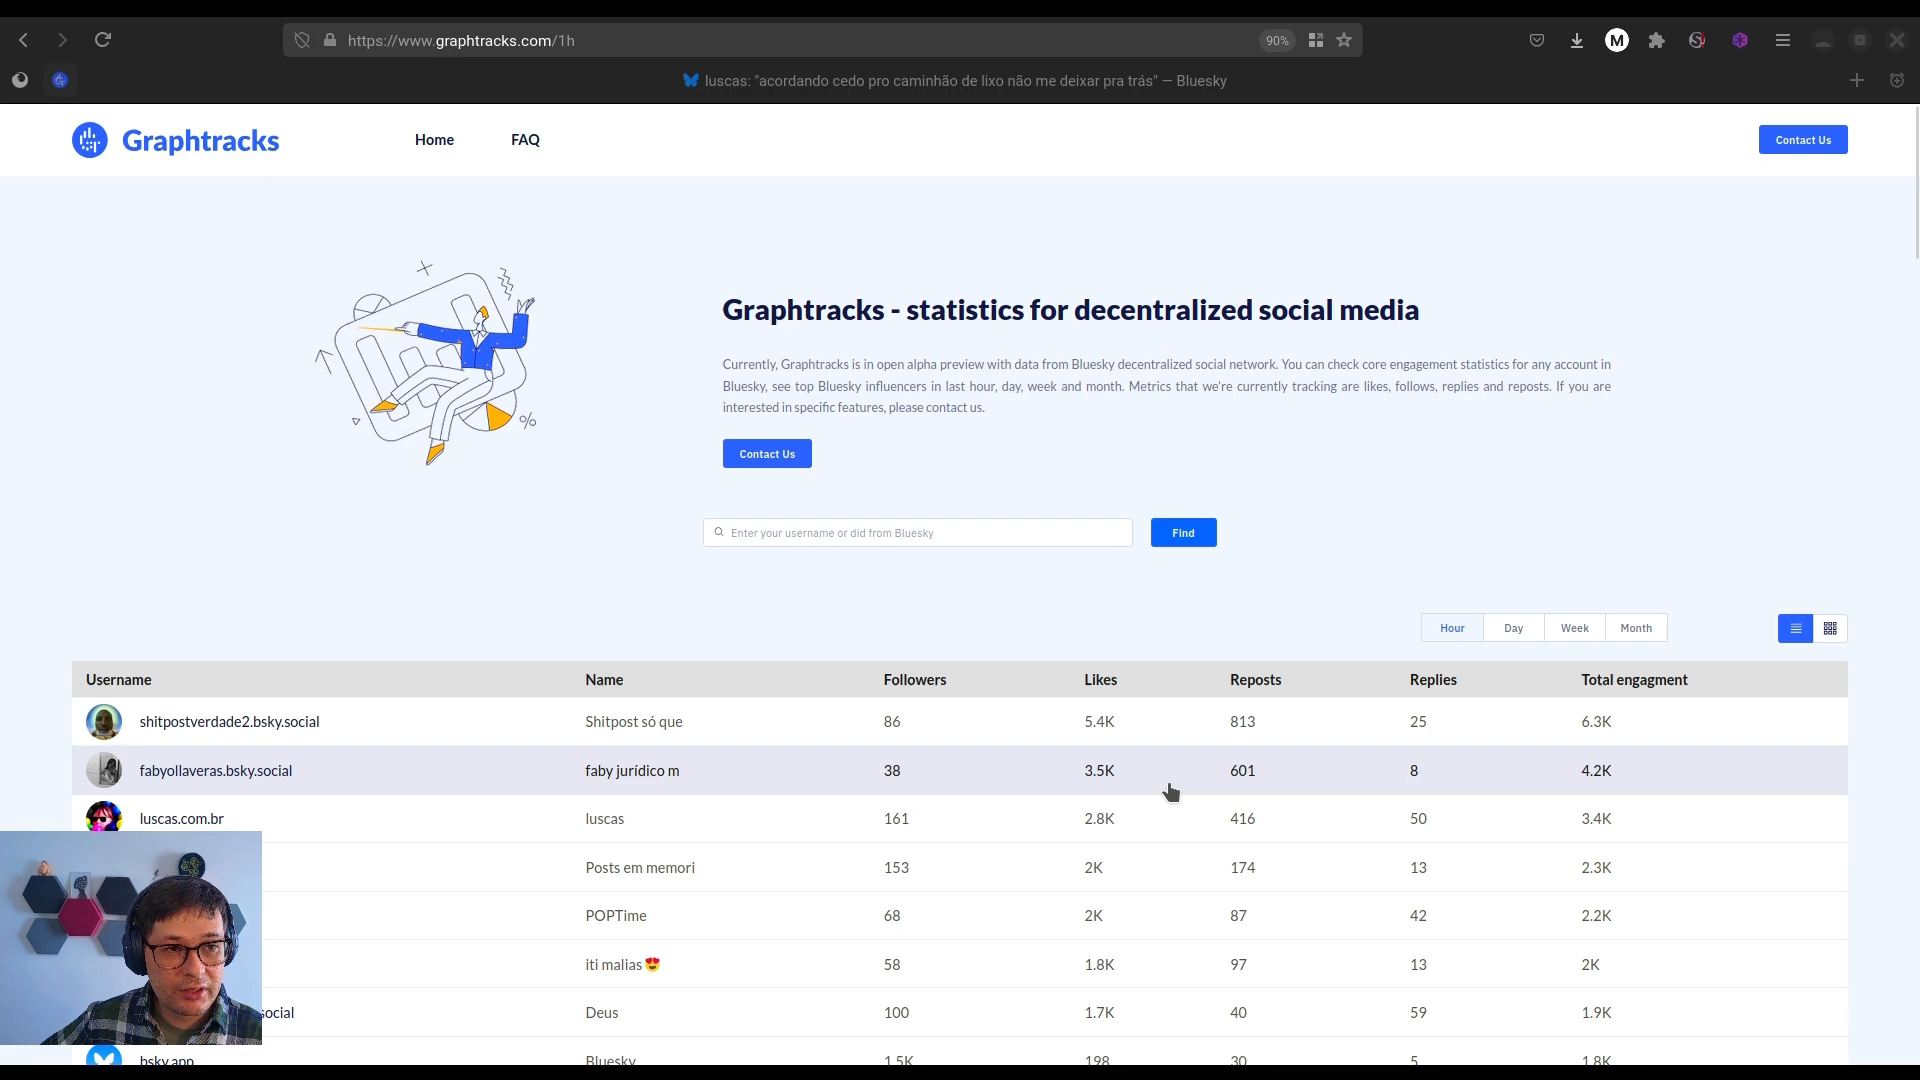 https://www.graphtracks.com/1h
90%
M
luscas: "acordando cedo pro caminhão de lixo não me deixar pra trás" — Bluesky
Graphtracks
Home
FAQ
Contact Us
Graphtracks - statistics for decentralized social media
Currently, Graphtracks is in open alpha preview with data from Bluesky decentralized social network. You can check core engagement statistics for any account in
Bluesky, see top Bluesky influencers in last hour, day, week and month. Metrics that we're currently tracking are likes, follows, replies and reposts. If you are
interested in specific features, please contact us.
Contact Us
Enter your username or did from Bluesky
Find
Hour Day Week Month
Username Name Followers Likes Reposts Replies Total engagment
shitpostverdade2.bsky.social Shitpost só que 86 5.4K 813 25 6.3K
fabyollaveras.bsky.social faby jurídico m 38 3.5K 601 8 4.2K
luscas.com.br luscas 161 2.8K 416 50 3.4K
Posts em memori 153 2K 174 13 2.3K
POPTime 68 2K 87 42 2.2K
iti malias 😍 58 1.8K 97 13 2K
social Deus 100 1.7K 40 59 1.9K
bsky.app Bluesky 1.5K 198 30 5 1.8K
%